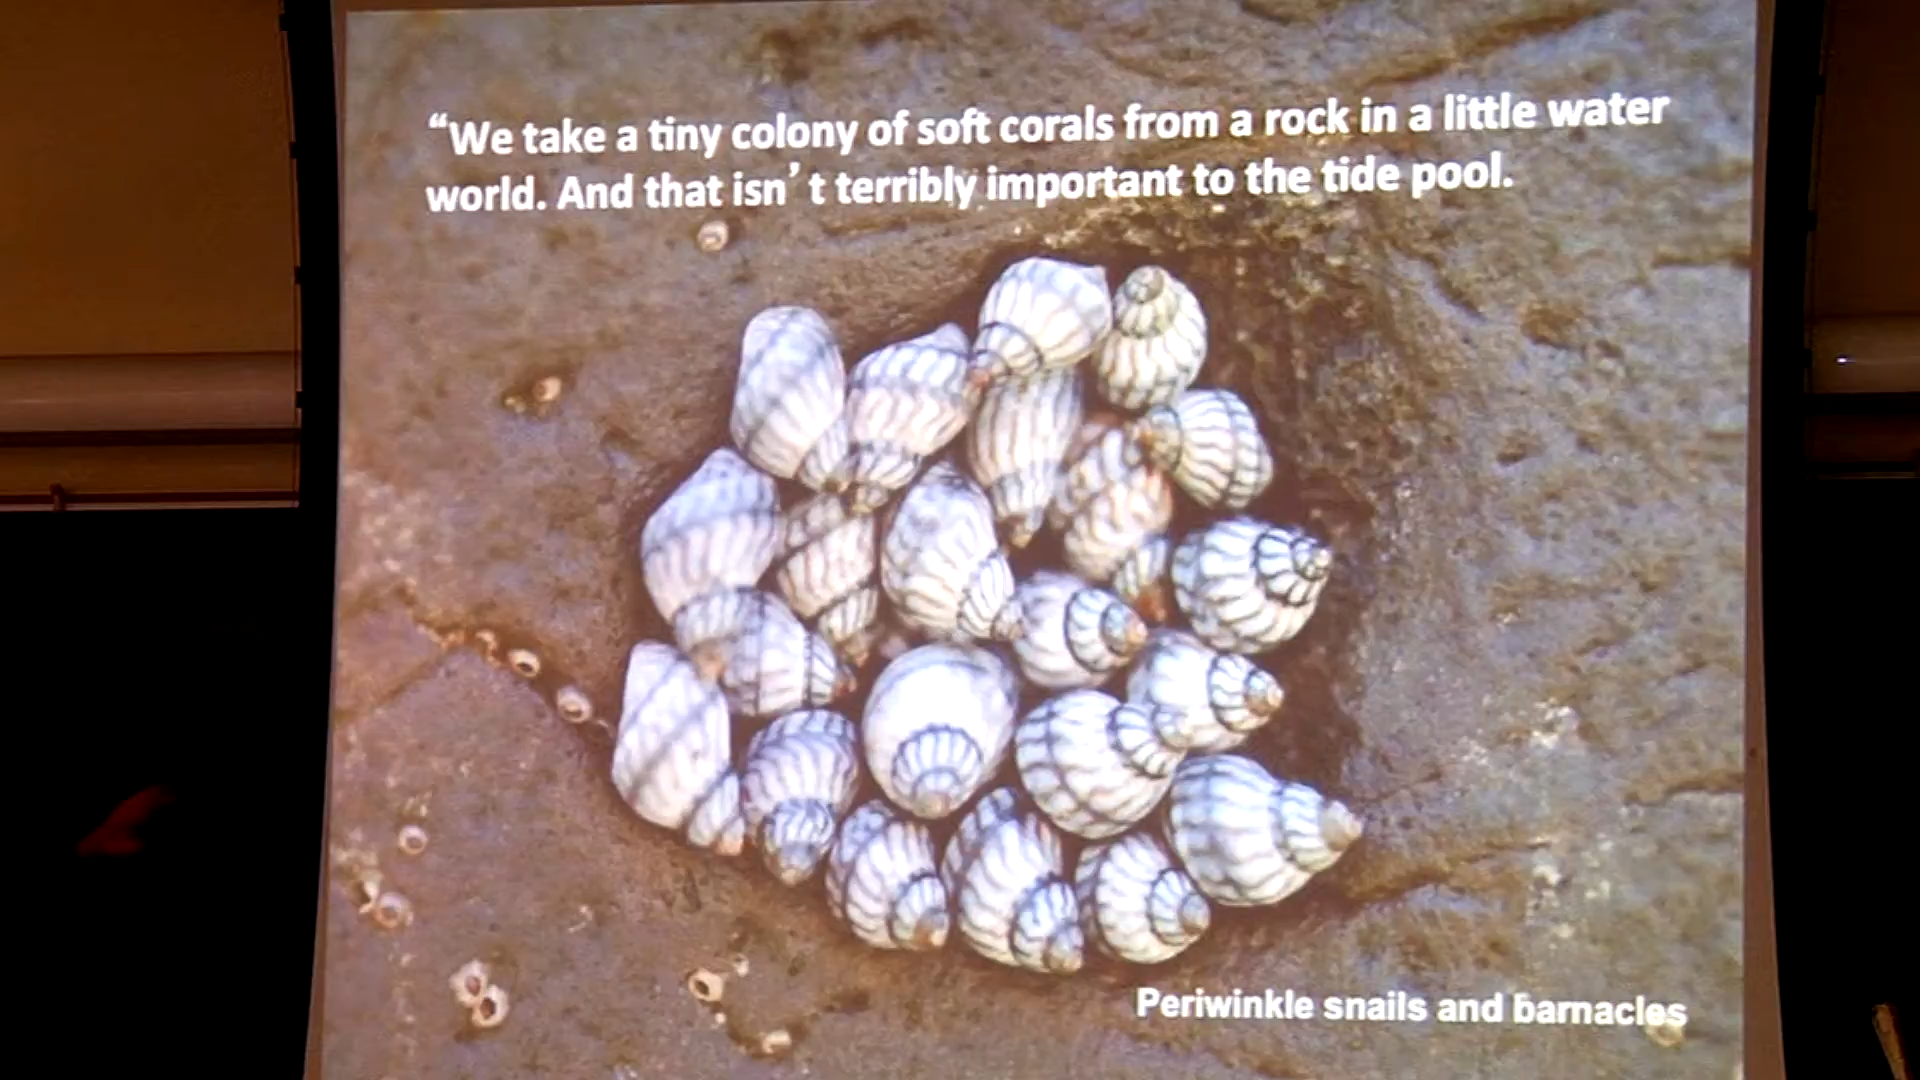 “We take a tiny colony of soft corals from a rock in a little water
world. And that isn’t terribly important to the tide pool.
Periwinkle snails and barnacles